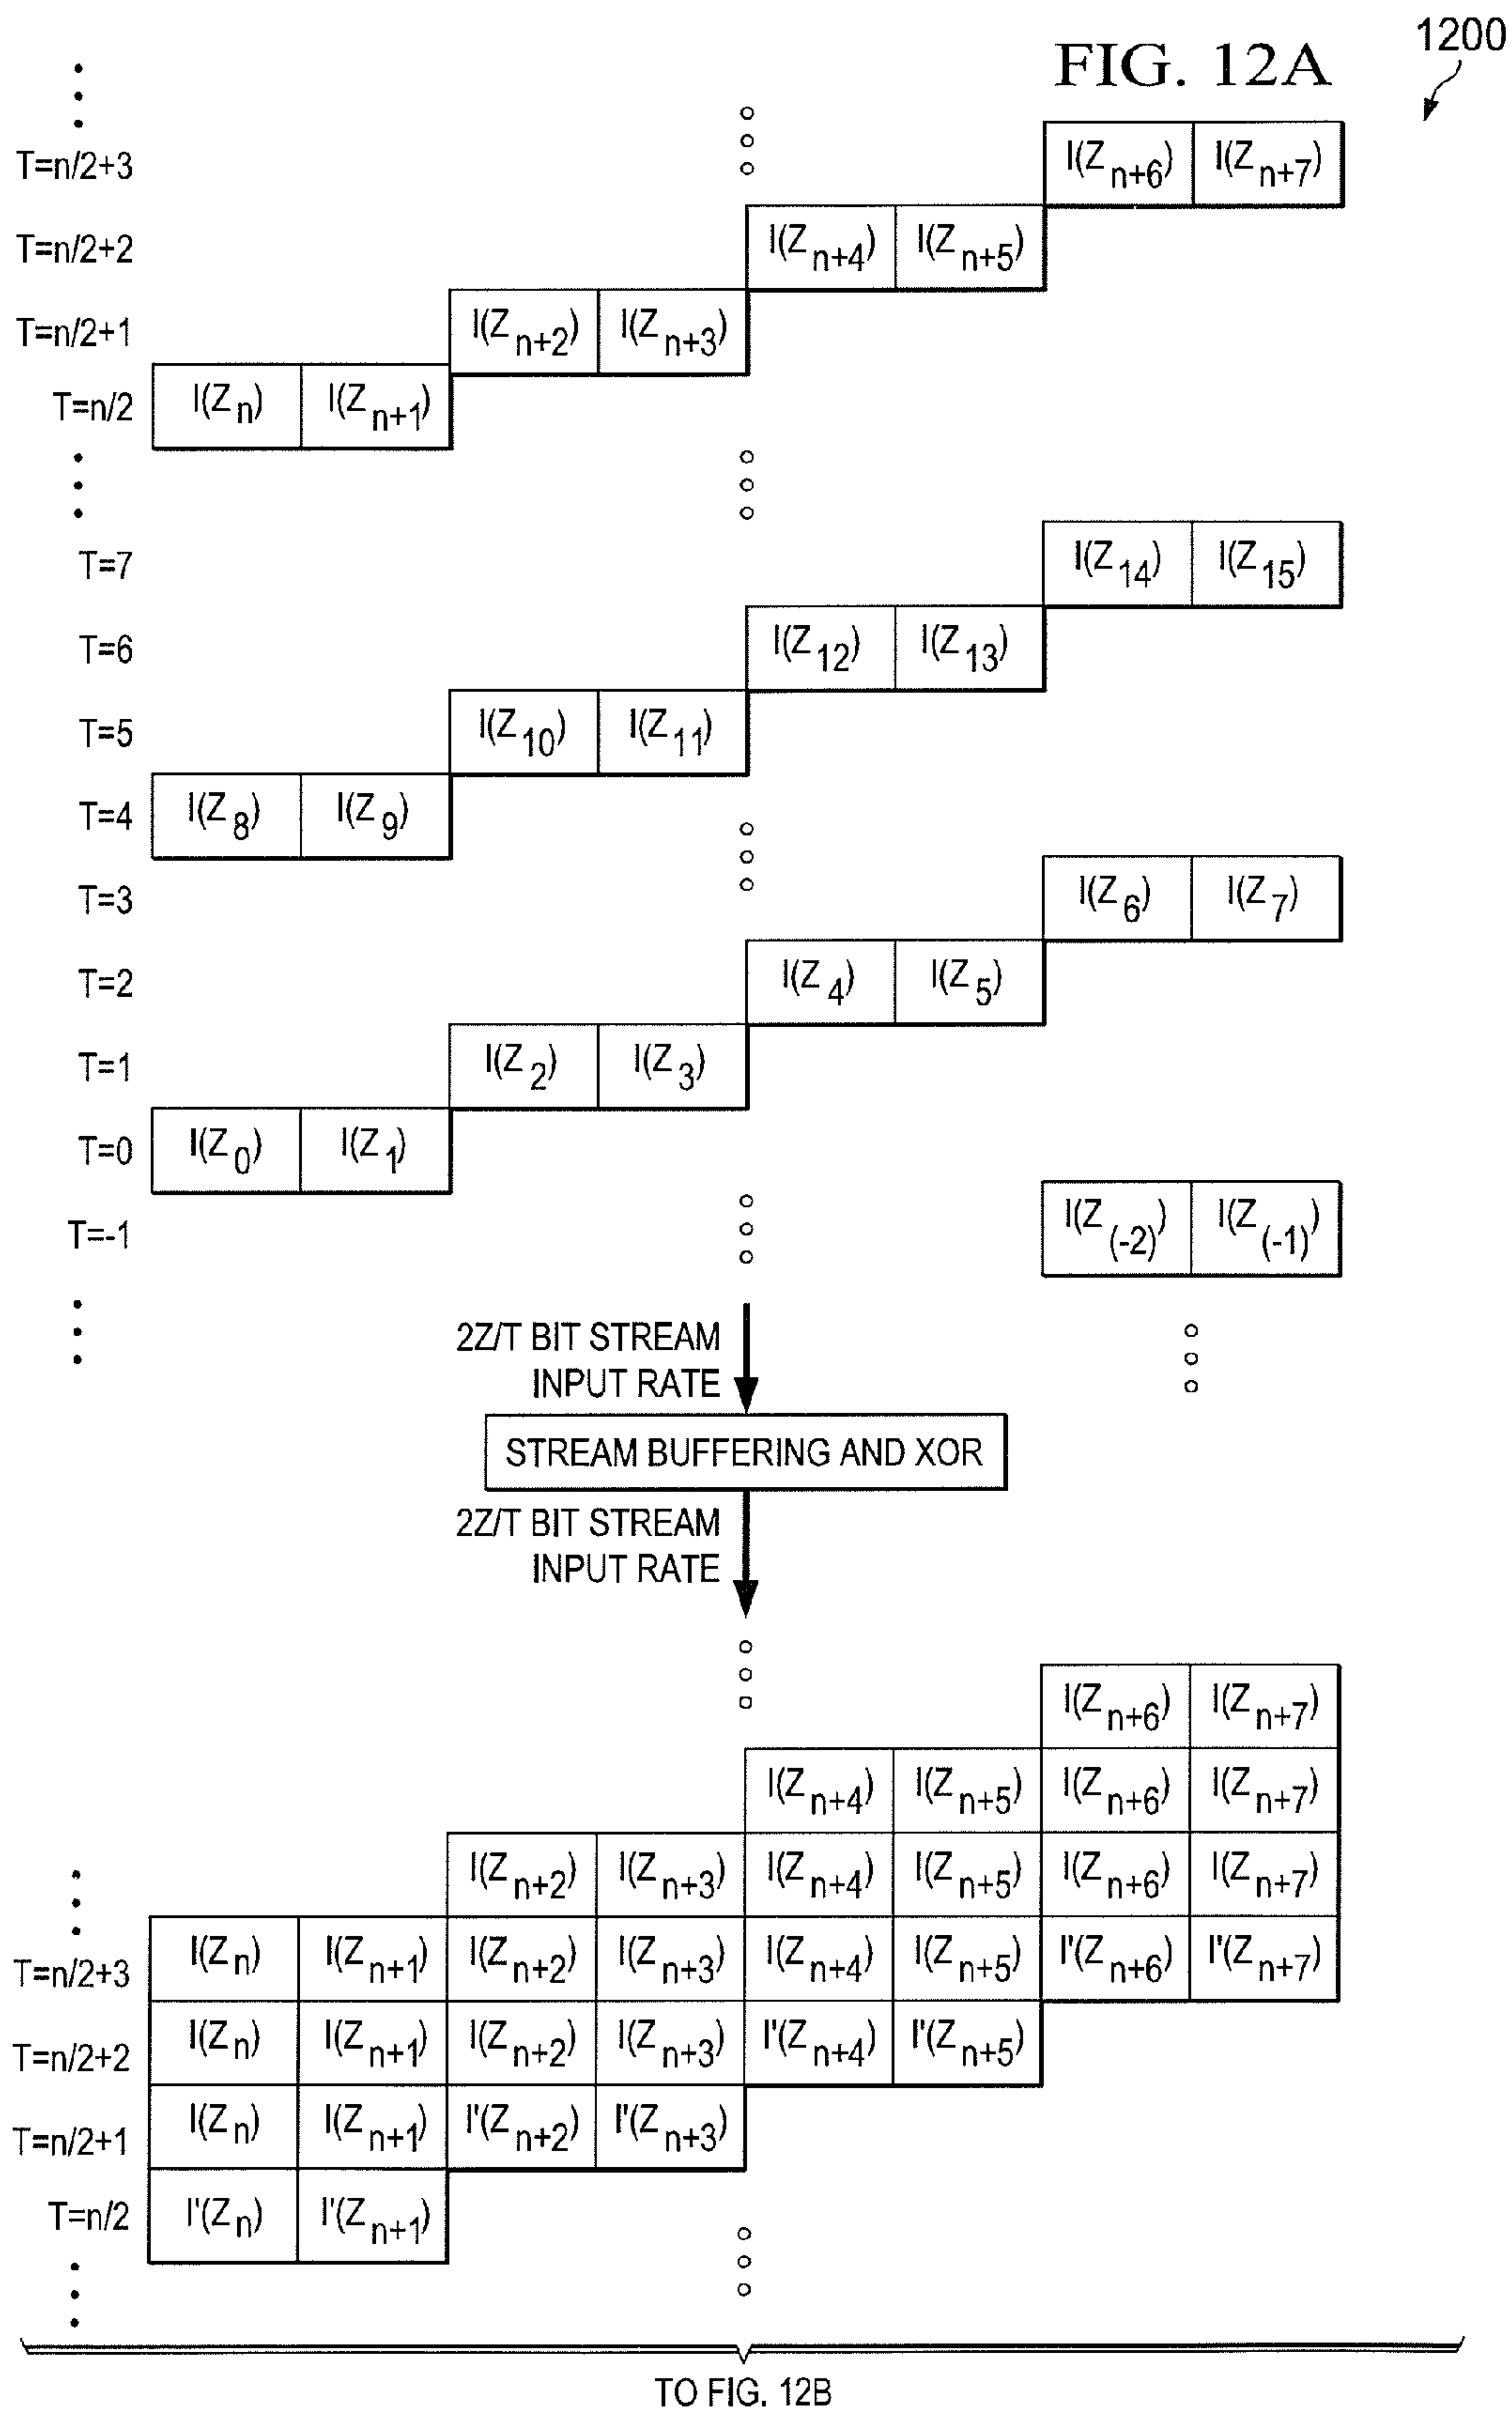 FIG. 12A
1200
T=n/2+3 I(Z n+6) I(Z n+7)
T=n/2+2 I(Z n+4) I(Z n+5)
T=n/2+1 I(Z n+2) I(Z n+3)
T=n/2 I(Z n) I(Z n+1)
T=7 I(Z 14) I(Z 15)
T=6 I(Z 12) I(Z 13)
T=5 I(Z 10) I(Z 11)
T=4 I(Z 8) I(Z 9)
T=3 I(Z 6) I(Z 7)
T=2 I(Z 4) I(Z 5)
T=1 I(Z 2) I(Z 3)
T=0 I(Z 0) I(Z 1)
T=-1 I(Z (-2)) I(Z (-1))
2Z/T BIT STREAM
INPUT RATE
STREAM BUFFERING AND XOR
2Z/T BIT STREAM
INPUT RATE
I(Z n+6) I(Z n+7)
I(Z n+4) I(Z n+5) I(Z n+6) I(Z n+7)
I(Z n+2) I(Z n+3) I(Z n+4) I(Z n+5) I(Z n+6) I(Z n+7)
T=n/2+3 I(Z n) I(Z n+1) I(Z n+2) I(Z n+3) I(Z n+4) I(Z n+5) I'(Z n+6) I'(Z n+7)
T=n/2+2 I(Z n) I(Z n+1) I(Z n+2) I(Z n+3) I'(Z n+4) I'(Z n+5)
T=n/2+1 I(Z n) I(Z n+1) I'(Z n+2) I'(Z n+3)
T=n/2 I'(Z n) I'(Z n+1)
TO FIG. 12B